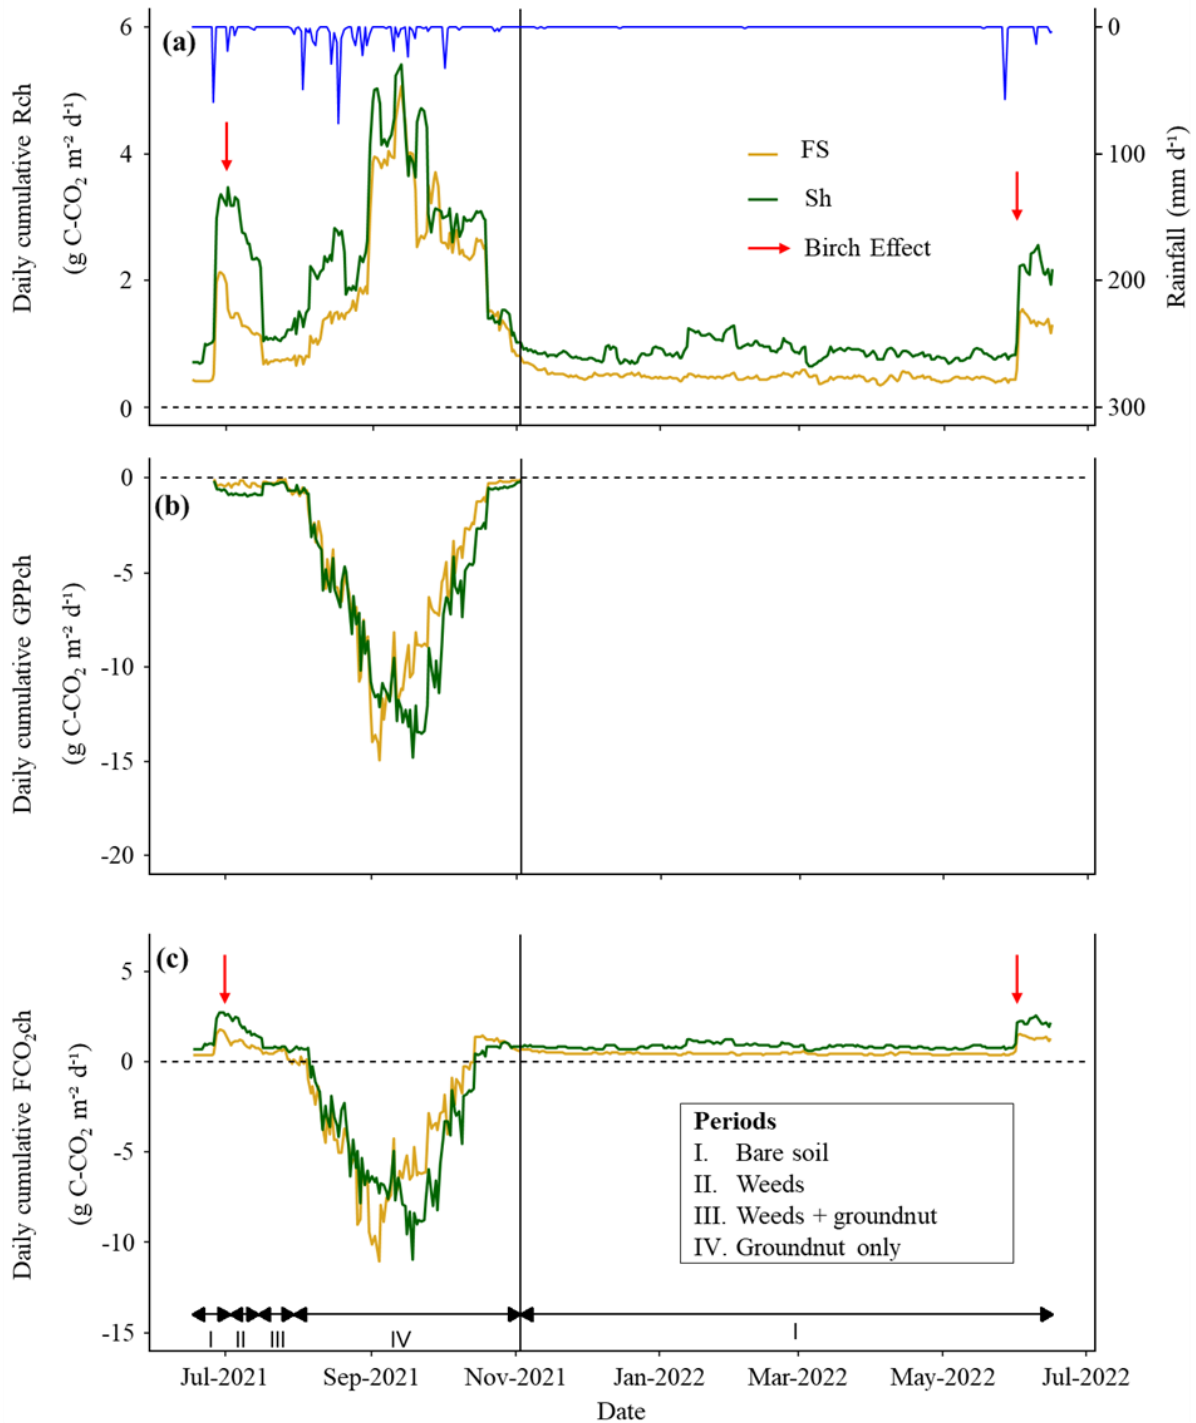 (a)
Daily cumulative Rch
(g C-CO₂ m⁻² d⁻¹)
6
4
2
0
0
100
200
300
Rainfall (mm d⁻¹)
FS
Sh
Birch Effect
(b)
Daily cumulative GPPch
(g C-CO₂ m⁻² d⁻¹)
0
-5
-10
-15
-20
(c)
Daily cumulative FCO₂ch
(g C-CO₂ m⁻² d⁻¹)
5
0
-5
-10
-15
Periods
I. Bare soil
II. Weeds
III. Weeds + groundnut
IV. Groundnut only
I II III IV I
Jul-2021 Sep-2021 Nov-2021 Jan-2022 Mar-2022 May-2022 Jul-2022
Date